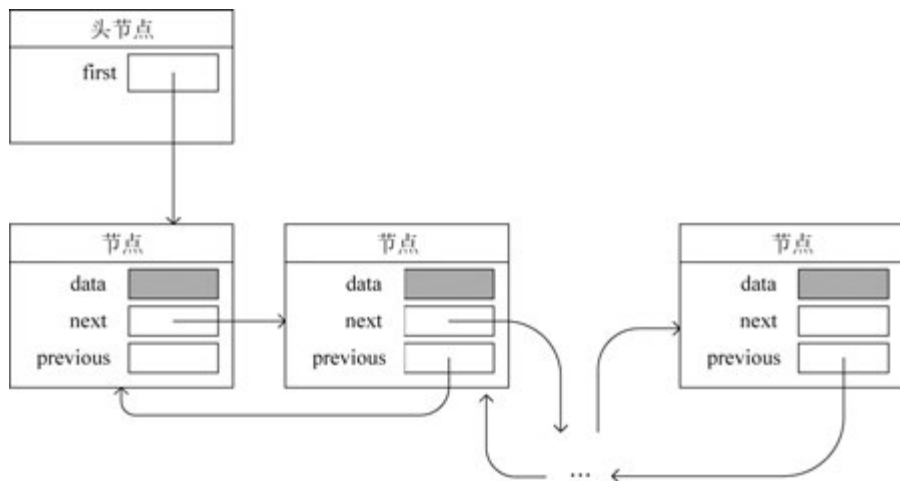 头节点
first
节点
data
next
previous
节点
data
next
previous
节点
data
next
previous
...